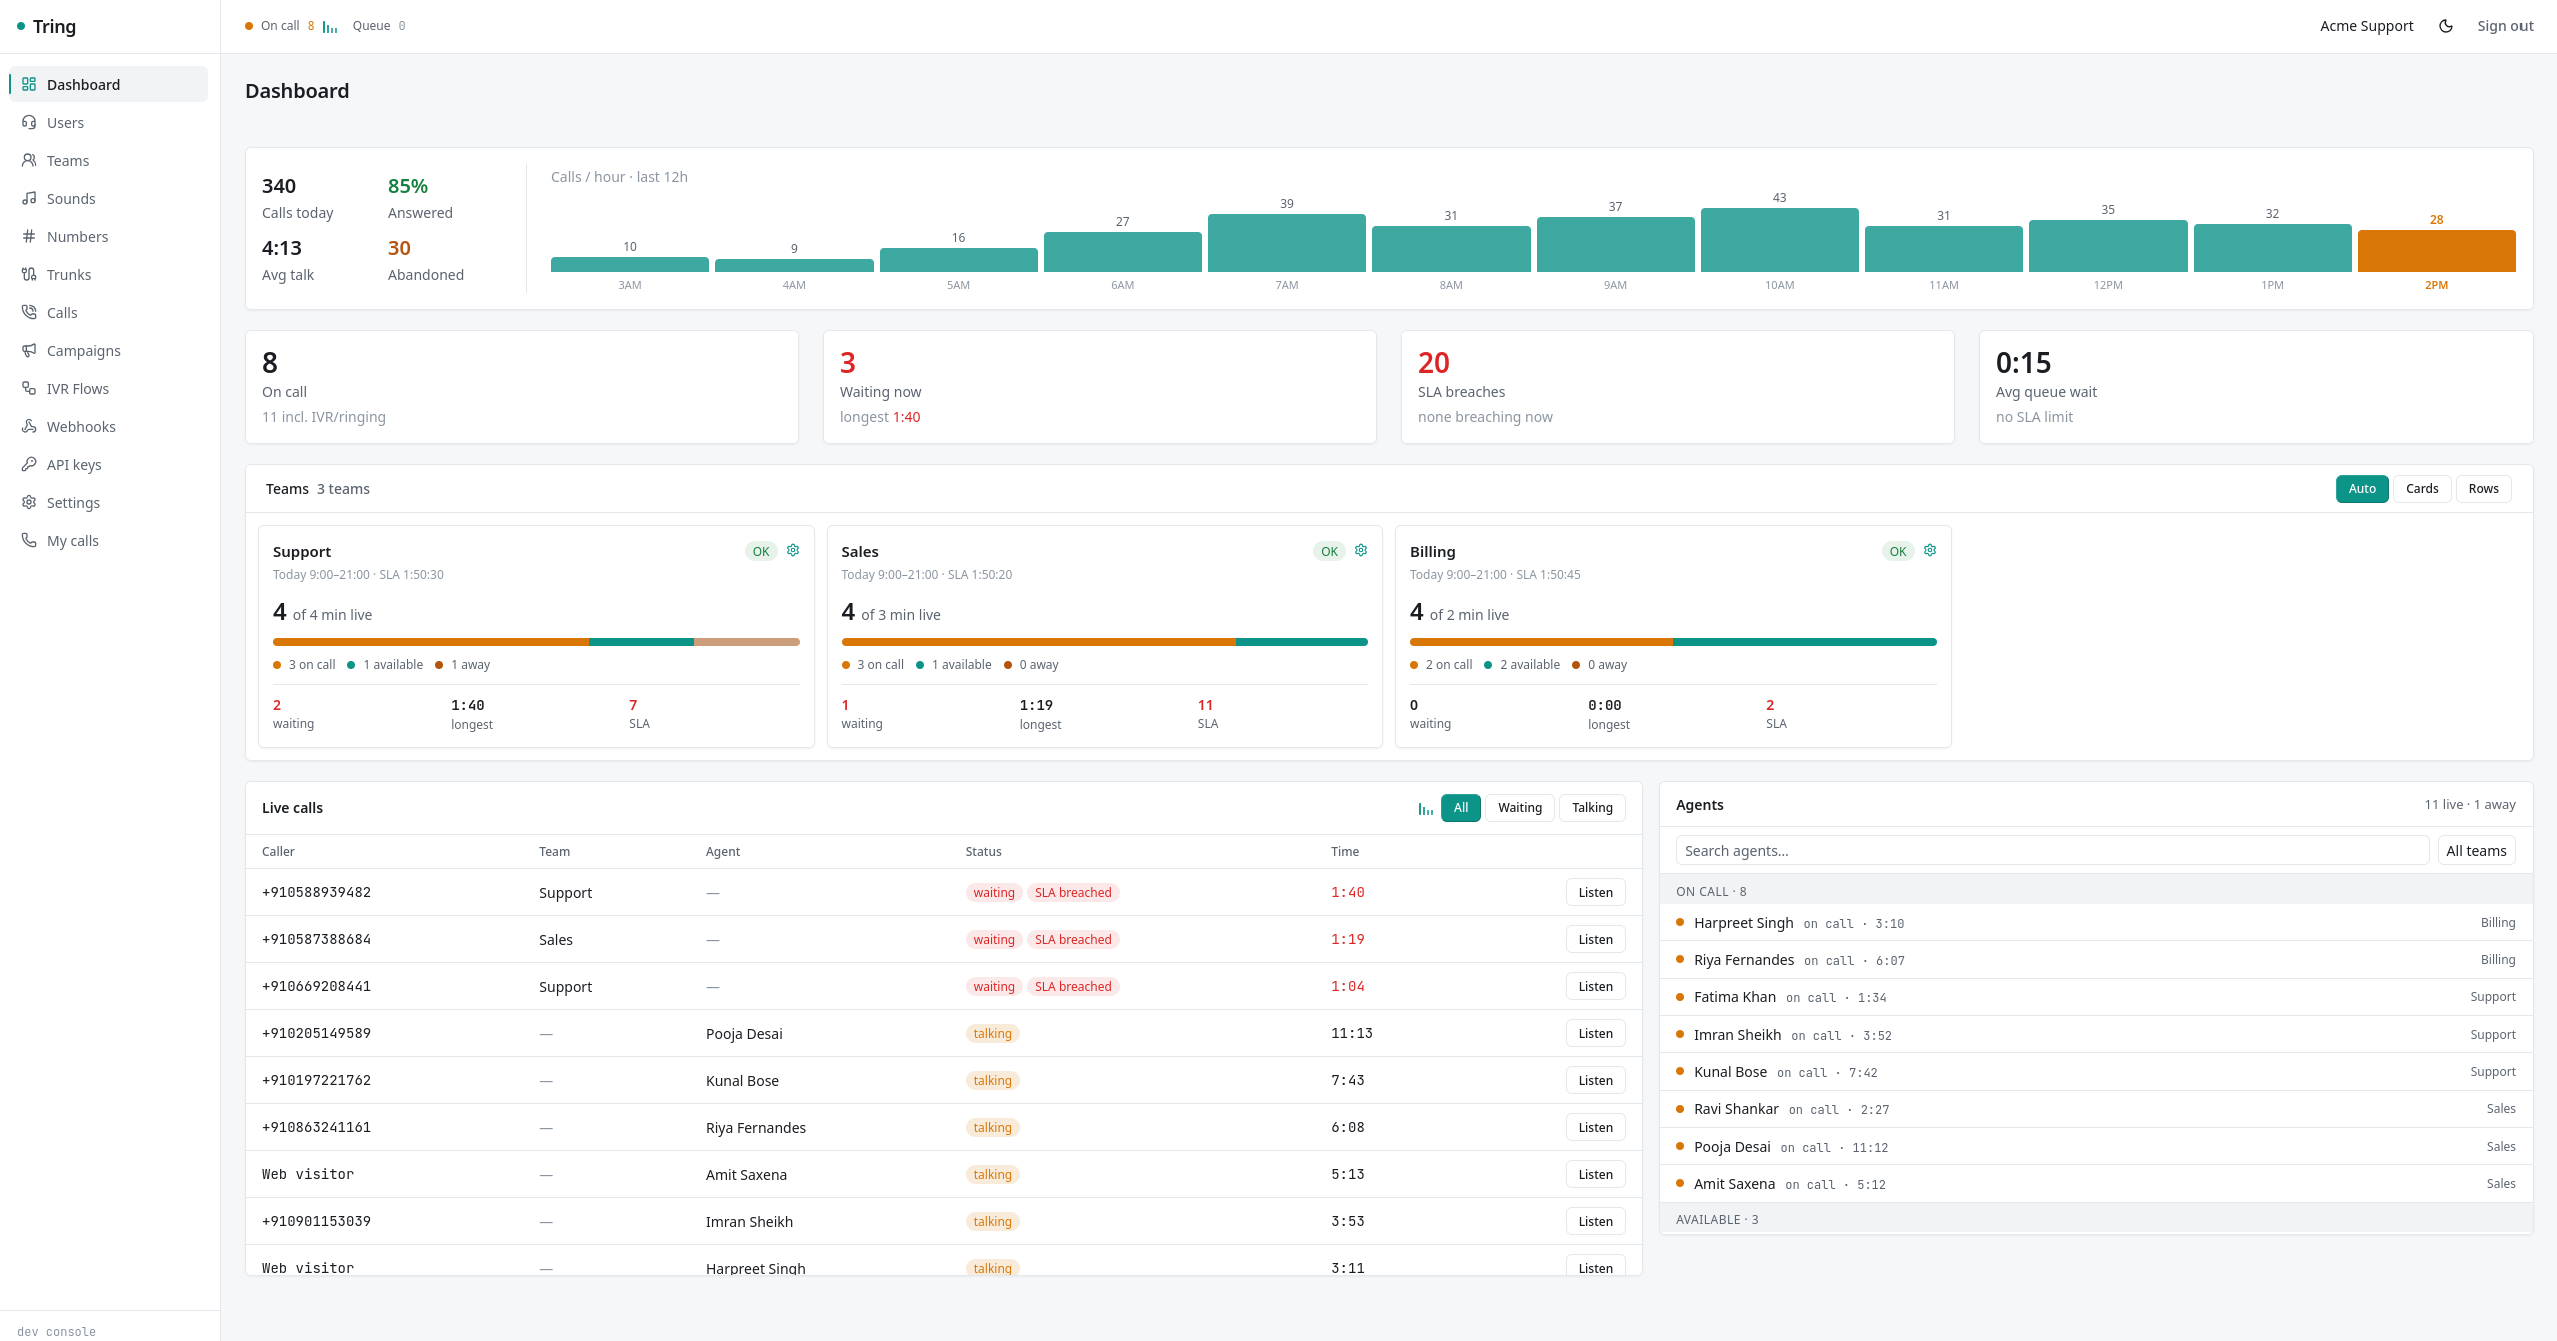 Tring
On call 8 Queue 0
Acme Support Sign out
Dashboard
Users
Teams
Sounds
Numbers
Trunks
Calls
Campaigns
IVR Flows
Webhooks
API keys
Settings
My calls
dev console
Dashboard
340 85%
Calls today Answered
4:13 30
Avg talk Abandoned
Calls / hour · last 12h
10 9 16 27 39 31 37 43 31 35 32 28
3AM 4AM 5AM 6AM 7AM 8AM 9AM 10AM 11AM 12PM 1PM 2PM
8
On call
11 incl. IVR/ringing
3
Waiting now
longest 1:40
20
SLA breaches
none breaching now
0:15
Avg queue wait
no SLA limit
Teams 3 teams
Auto Cards Rows
Support OK
Today 9:00–21:00 · SLA 1:50:30
4 of 4 min live
3 on call 1 available 1 away
2 1:40 7
waiting longest SLA
Sales OK
Today 9:00–21:00 · SLA 1:50:20
4 of 3 min live
3 on call 1 available 0 away
1 1:19 11
waiting longest SLA
Billing OK
Today 9:00–21:00 · SLA 1:50:45
4 of 2 min live
2 on call 2 available 0 away
0 0:00 2
waiting longest SLA
Live calls All Waiting Talking
Caller Team Agent Status Time
+910588939482 Support — waiting SLA breached 1:40 Listen
+910587388684 Sales — waiting SLA breached 1:19 Listen
+910669208441 Support — waiting SLA breached 1:04 Listen
+910205149589 — Pooja Desai talking 11:13 Listen
+910197221762 — Kunal Bose talking 7:43 Listen
+910863241161 — Riya Fernandes talking 6:08 Listen
Web visitor — Amit Saxena talking 5:13 Listen
+910901153039 — Imran Sheikh talking 3:53 Listen
Web visitor — Harpreet Singh talking 3:11 Listen
Agents 11 live · 1 away
Search agents... All teams
ON CALL · 8
Harpreet Singh on call · 3:10 Billing
Riya Fernandes on call · 6:07 Billing
Fatima Khan on call · 1:34 Support
Imran Sheikh on call · 3:52 Support
Kunal Bose on call · 7:42 Support
Ravi Shankar on call · 2:27 Sales
Pooja Desai on call · 11:12 Sales
Amit Saxena on call · 5:12 Sales
AVAILABLE · 3